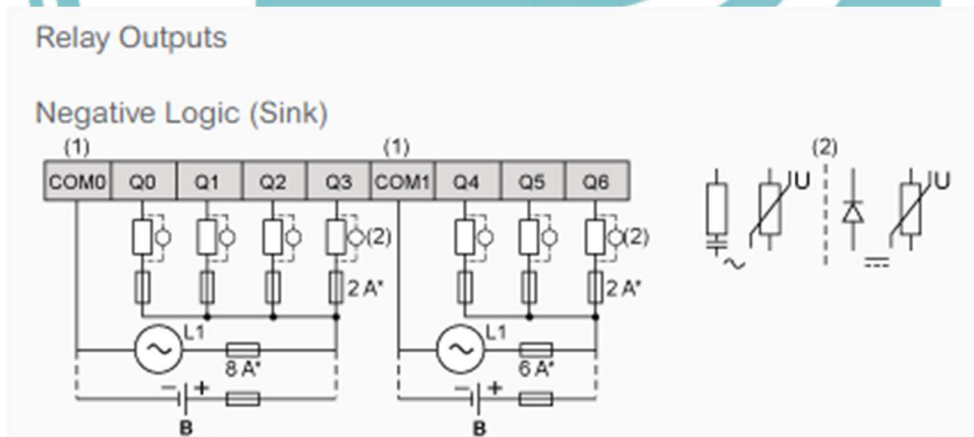 Relay Outputs
Negative Logic (Sink)
(1) (1) (2)
COM0 Q0 Q1 Q2 Q3 COM1 Q4 Q5 Q6
U U
(2) (2)
2 A* 2 A*
L1 L1
8 A* 6 A*
− + − +
B B